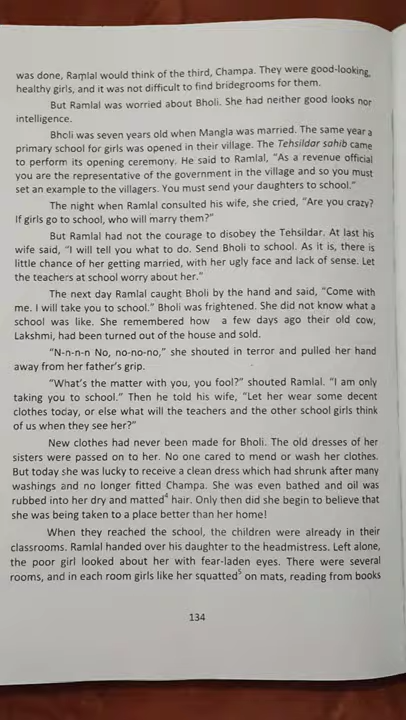 was done, Ramlal would think of the third, Champa. They were good-looking,
healthy girls, and it was not difficult to find bridegrooms for them.
But Ramlal was worried about Bholi. She had neither good looks nor
intelligence.
Bholi was seven years old when Mangla was married. The same year a
primary school for girls was opened in their village. The Tehsildar sahib came
to perform its opening ceremony. He said to Ramlal, “As a revenue official
you are the representative of the government in the village and so you must
set an example to the villagers. You must send your daughters to school.”
The night when Ramlal consulted his wife, she cried, “Are you crazy?
If girls go to school, who will marry them?”
But Ramlal had not the courage to disobey the Tehsildar. At last his
wife said, “I will tell you what to do. Send Bholi to school. As it is, there is
little chance of her getting married, with her ugly face and lack of sense. Let
the teachers at school worry about her.”
The next day Ramlal caught Bholi by the hand and said, “Come with
me. I will take you to school.” Bholi was frightened. She did not know what a
school was like. She remembered how a few days ago their old cow,
Lakshmi, had been turned out of the house and sold.
“N-n-n-n No, no-no-no,” she shouted in terror and pulled her hand
away from her father’s grip.
“What’s the matter with you, you fool?” shouted Ramlal. “I am only
taking you to school.” Then he told his wife, “Let her wear some decent
clothes today, or else what will the teachers and the other school girls think
of us when they see her?”
New clothes had never been made for Bholi. The old dresses of her
sisters were passed on to her. No one cared to mend or wash her clothes.
But today she was lucky to receive a clean dress which had shrunk after many
washings and no longer fitted Champa. She was even bathed and oil was
rubbed into her dry and matted⁴ hair. Only then did she begin to believe that
she was being taken to a place better than her home!
When they reached the school, the children were already in their
classrooms. Ramlal handed over his daughter to the headmistress. Left alone,
the poor girl looked about her with fear-laden eyes. There were several
rooms, and in each room girls like her squatted⁵ on mats, reading from books
134